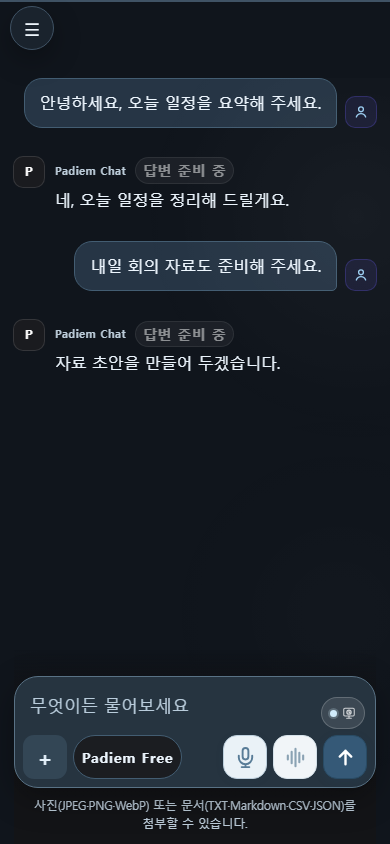 안녕하세요, 오늘 일정을 요약해 주세요.
P Padiem Chat 답변 준비 중
네, 오늘 일정을 정리해 드릴게요.
내일 회의 자료도 준비해 주세요.
P Padiem Chat 답변 준비 중
자료 초안을 만들어 두겠습니다.
무엇이든 물어보세요
+ Padiem Free
사진(JPEG·PNG·WebP) 또는 문서(TXT·Markdown·CSV·JSON)를
첨부할 수 있습니다.